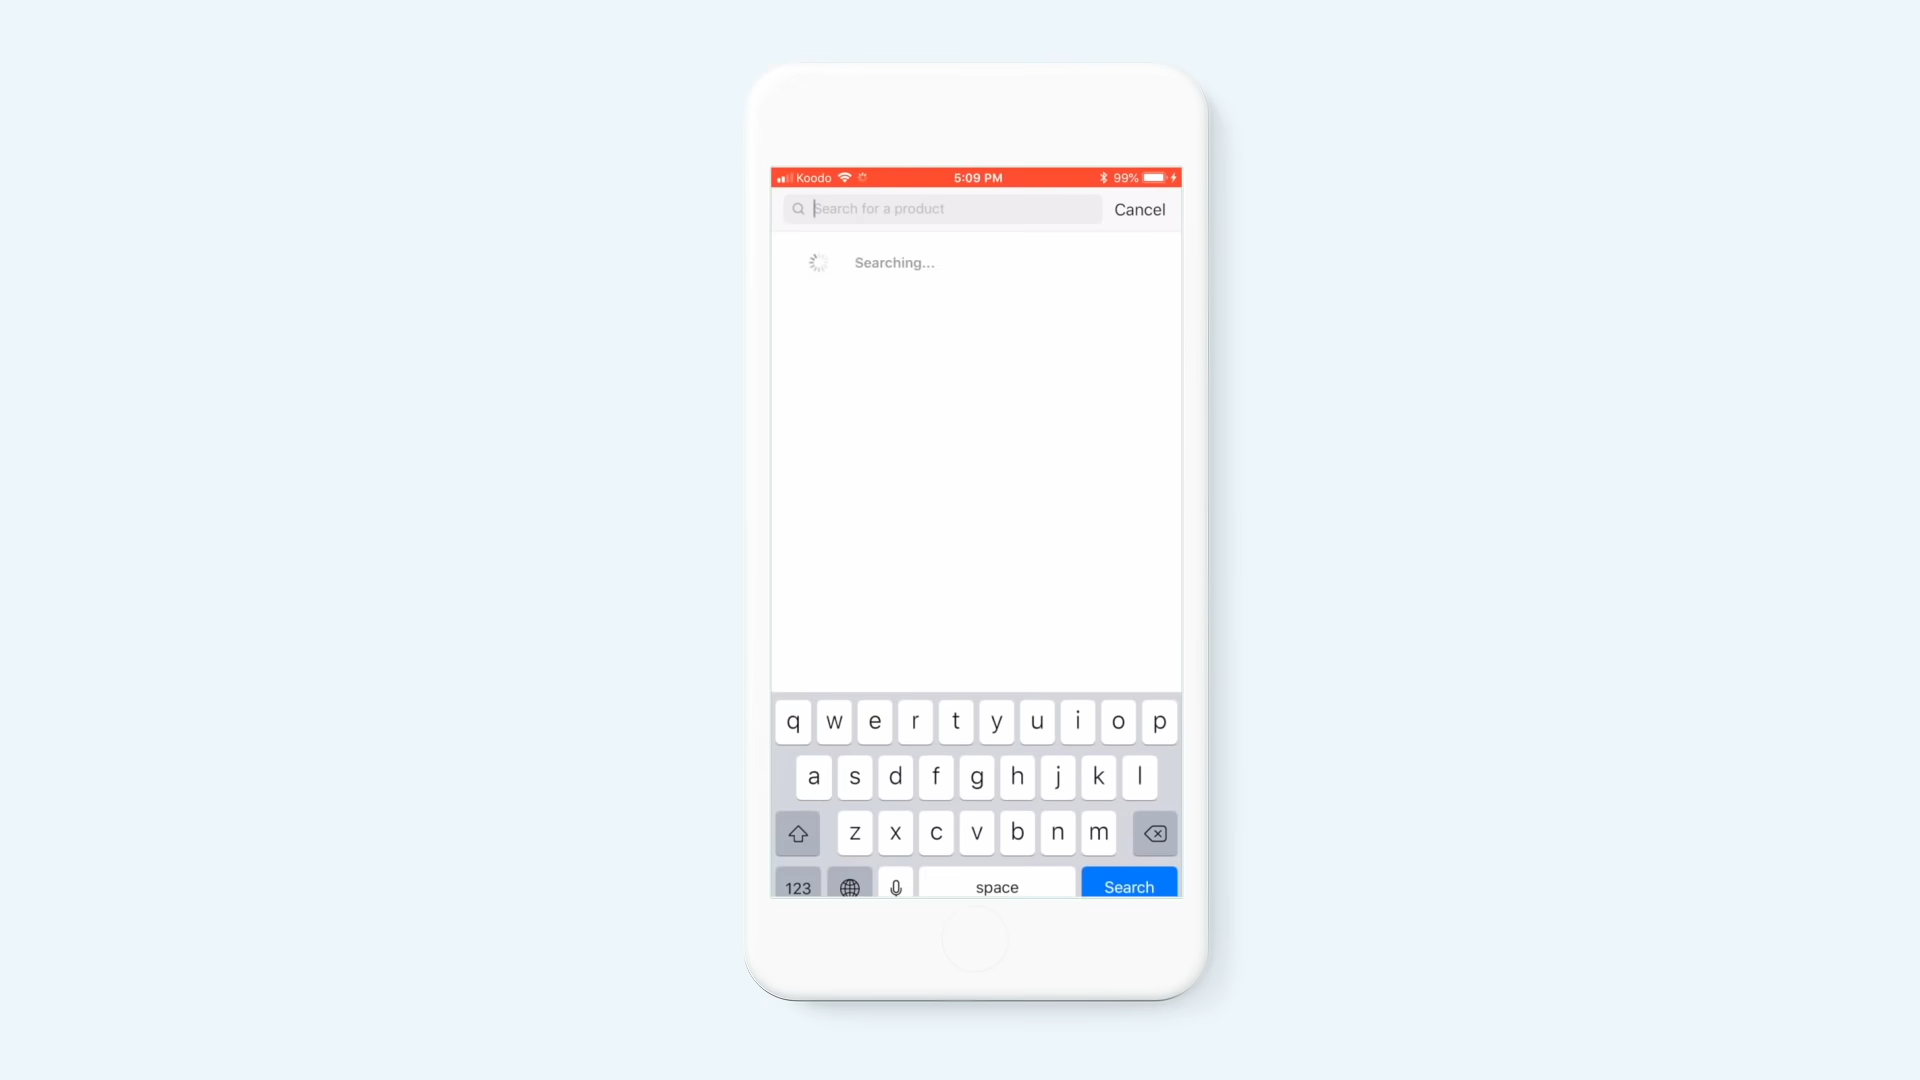 Koodo 5:09 PM 99%
Search for a product Cancel
Searching...
q w e r t y u i o p
a s d f g h j k l
z x c v b n m
123 space Search